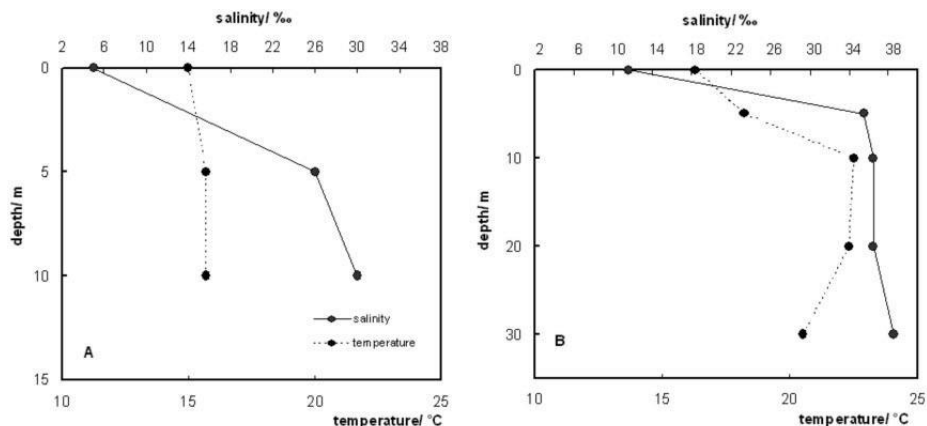 salinity/ ‰
2 6 10 14 18 22 26 30 34 38
0
5
10
15
depth/ m
salinity
temperature
A
10 15 20 25
temperature/ °C
salinity/ ‰
2 6 10 14 18 22 26 30 34 38
0
10
20
30
depth/ m
B
10 15 20 25
temperature/ °C